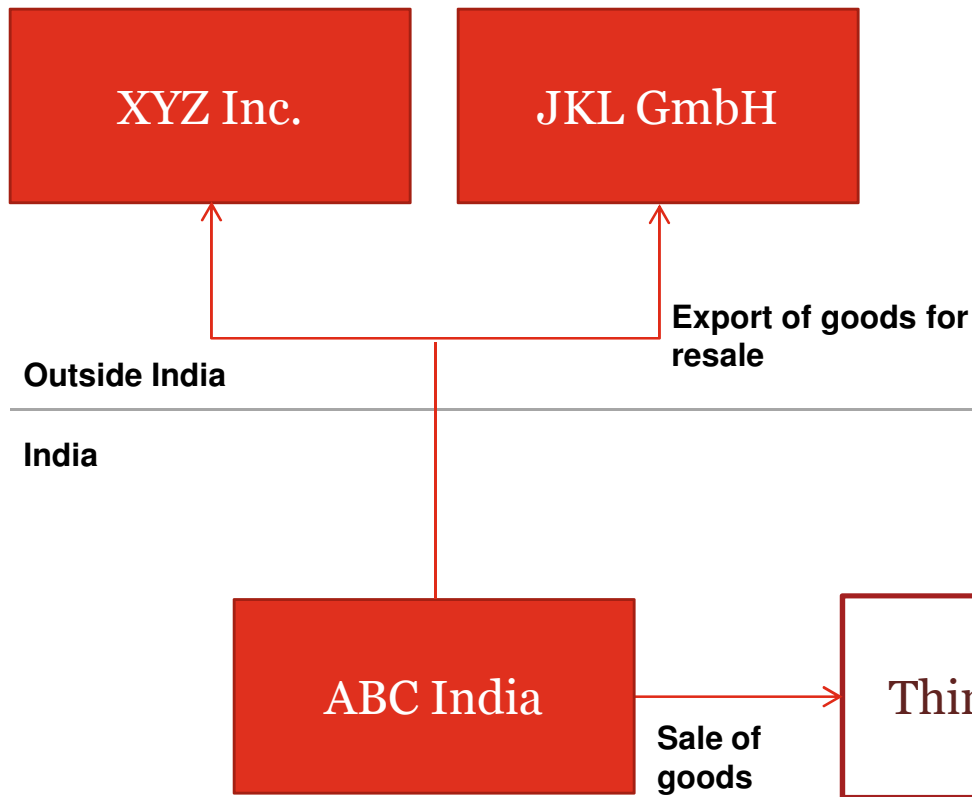 XYZ Inc.
JKL GmbH
Export of goods for
resale
Outside India
India
ABC India
Sale of
goods